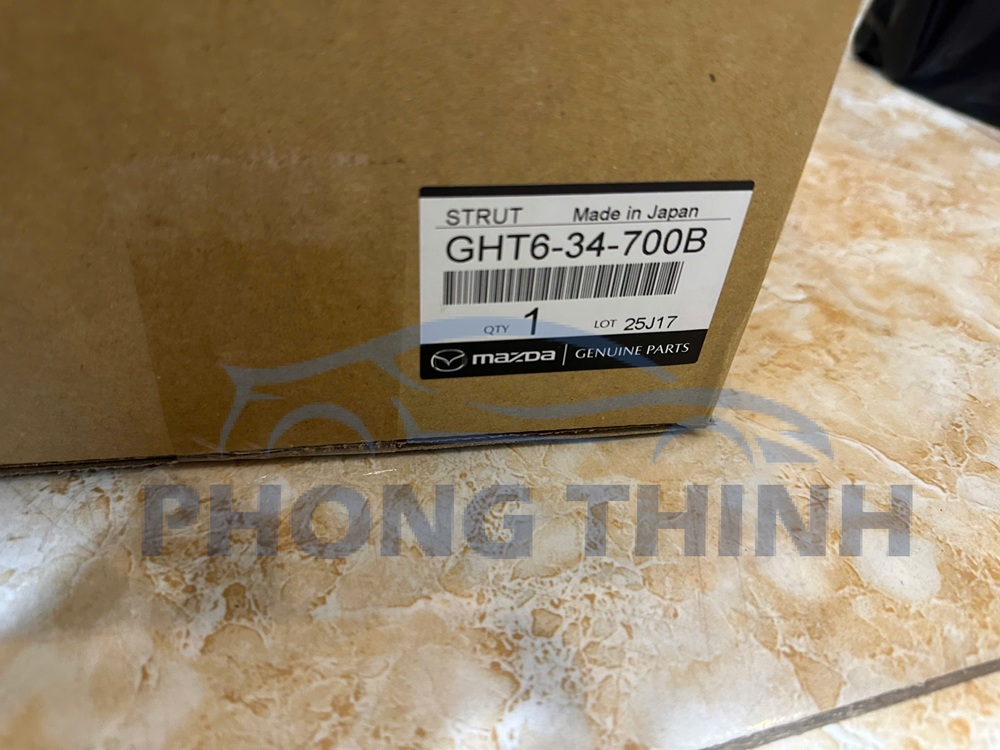 STRUT Made in Japan
GHT6-34-700B
QTY 1 LOT 25J17
mazda GENUINE PARTS
PHONG THINH